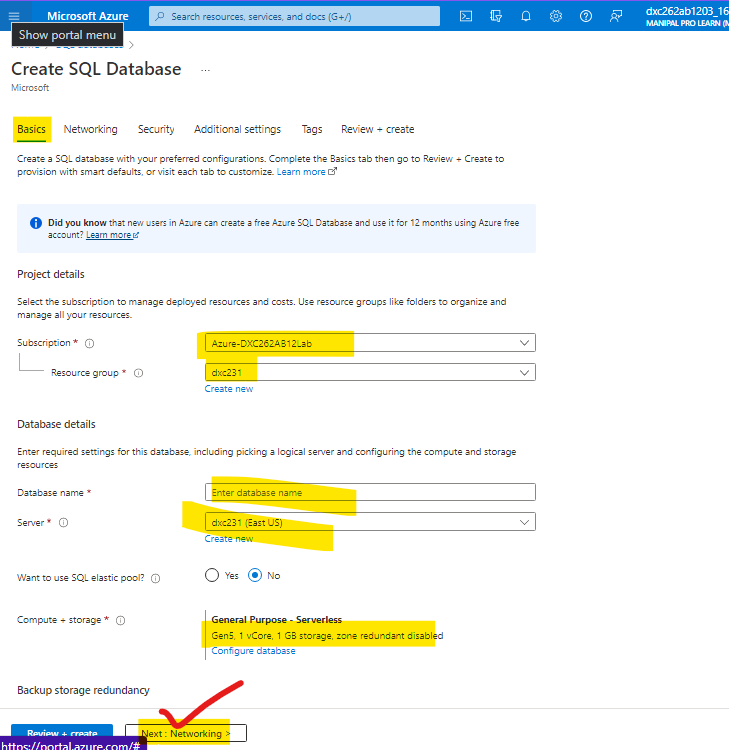 Microsoft Azure
Search resources, services, and docs (G+/)
dxc262ab1203_16
MANIPAL PRO LEARN (M
Show portal menu
Create SQL Database
...
Microsoft
Basics Networking Security Additional settings Tags Review + create
Create a SQL database with your preferred configurations. Complete the Basics tab then go to Review + Create to
provision with smart defaults, or visit each tab to customize. Learn more
Did you know that new users in Azure can create a free Azure SQL Database and use it for 12 months using Azure free
account? Learn more
Project details
Select the subscription to manage deployed resources and costs. Use resource groups like folders to organize and
manage all your resources.
Subscription * Azure-DXC262AB12Lab
Resource group * dxc231
Create new
Database details
Enter required settings for this database, including picking a logical server and configuring the compute and storage
resources
Database name * Enter database name
Server * dxc231 (East US)
Create new
Want to use SQL elastic pool? Yes No
Compute + storage * General Purpose - Serverless
Gen5, 1 vCore, 1 GB storage, zone redundant disabled
Configure database
Backup storage redundancy
Review + create Next : Networking >
https://portal.azure.com/#